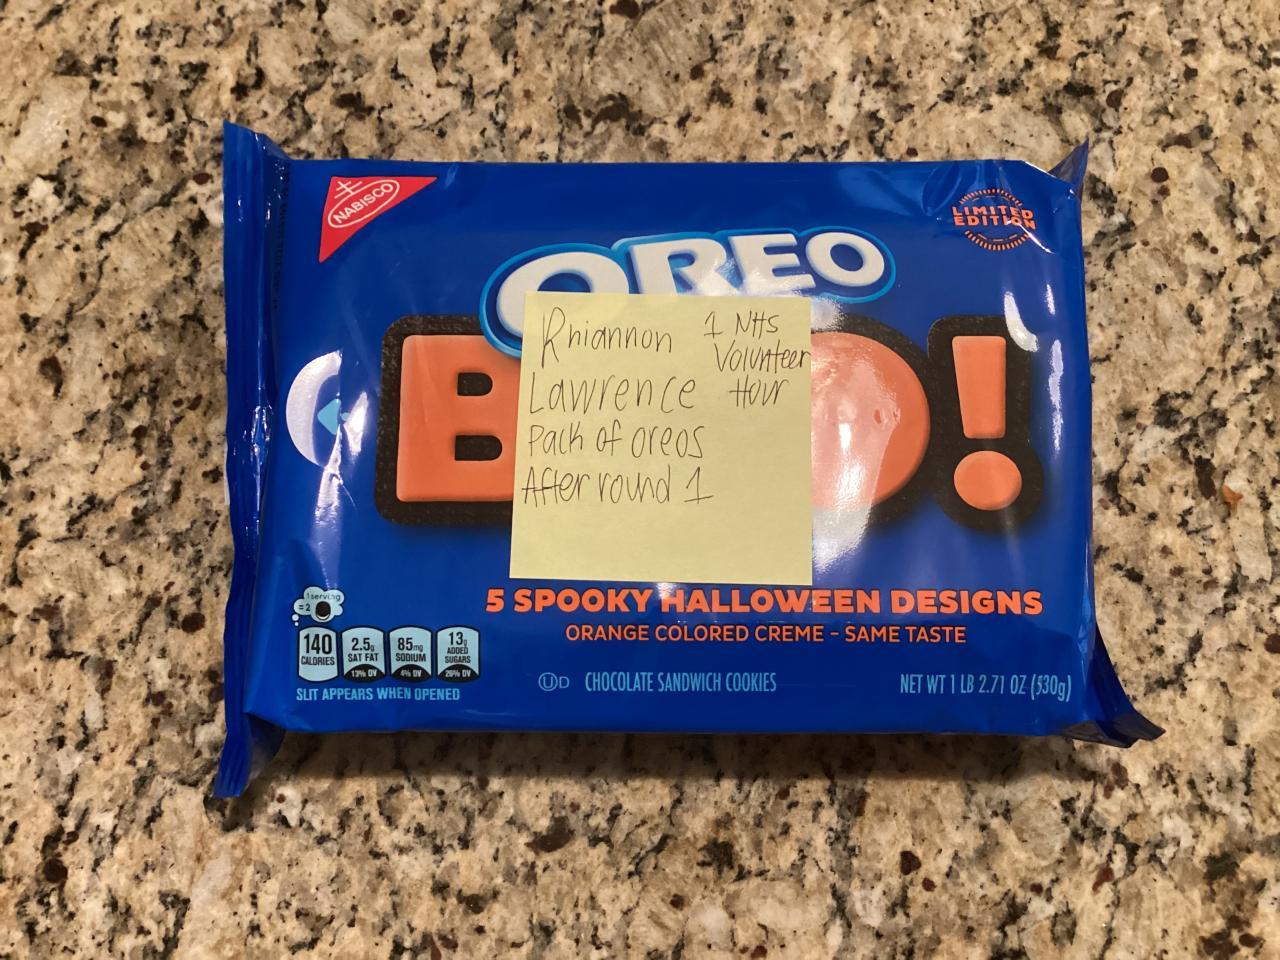 NABISCO
LIMITED
EDITION
OREO
Rhiannon
Lawrence
Pack of oreos
After round 1
1 NHS
Volunteer
Hour
5 SPOOKY HALLOWEEN DESIGNS
ORANGE COLORED CREME - SAME TASTE
1 serving
= 2
140
CALORIES
2.5g
SAT FAT
13% DV
85mg
SODIUM
4% DV
13g
ADDED
SUGARS
26% DV
SLIT APPEARS WHEN OPENED
UD CHOCOLATE SANDWICH COOKIES
NET WT 1 LB 2.71 OZ (530g)